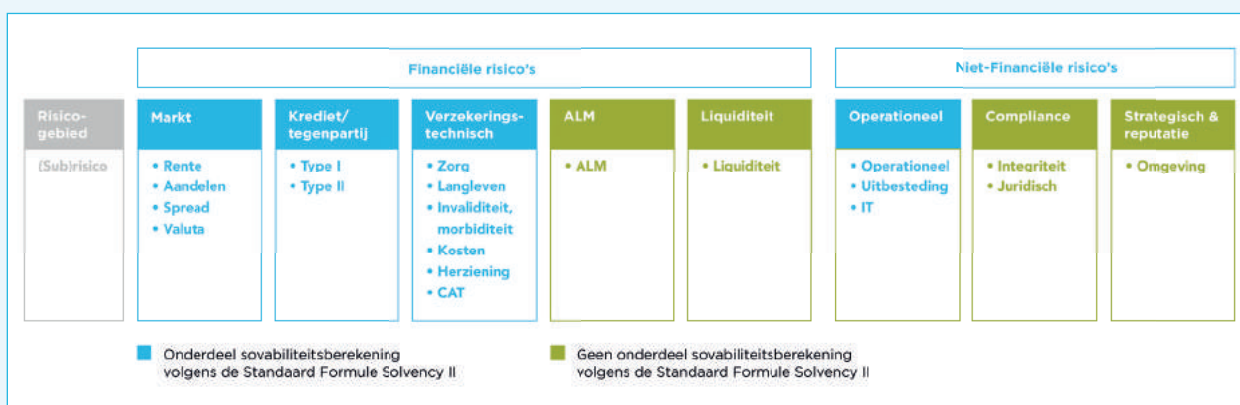 Financiële risico's
Niet-Financiële risico's
Risico-
gebied
(Sub)risico
Markt
• Rente
• Aandelen
• Spread
• Valuta
Krediet/
tegenpartij
• Type I
• Type II
Verzekerings-
technisch
• Zorg
• Langleven
• Invaliditeit,
morbiditeit
• Kosten
• Herziening
• CAT
ALM
• ALM
Liquiditeit
• Liquiditeit
Operationeel
• Operationeel
• Uitbesteding
• IT
Compliance
• Integriteit
• Juridisch
Strategisch &
reputatie
• Omgeving
Onderdeel sovabiliteitsberekening
volgens de Standaard Formule Solvency II
Geen onderdeel sovabiliteitsberekening
volgens de Standaard Formule Solvency II